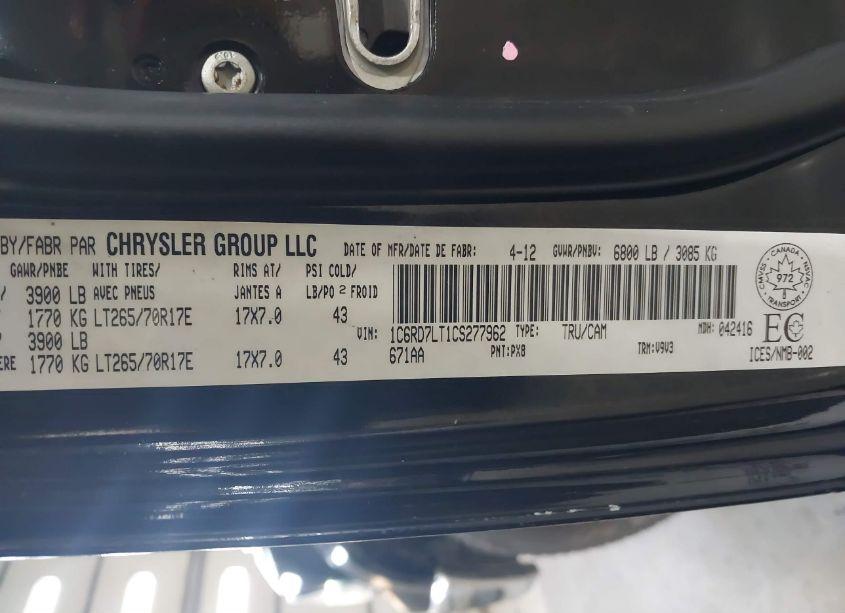 BY/FABR PAR CHRYSLER GROUP LLC DATE OF MFR/DATE DE FABR: 4-12 GVWR/PNBV: 6800 LB / 3085 KG
GAWR/PNBE WITH TIRES/ RIMS AT/ PSI COLD/
3900 LB AVEC PNEUS JANTES A LB/PO 2 FROID
1770 KG LT265/70R17E 17X7.0 43
3900 LB
1770 KG LT265/70R17E 17X7.0 43
VIN: 1C6RD7LT1CS277962 TYPE: TRU/CAM MDH: 042416
671AA PNT:PX8 TRM:V9V3
CANADA
CMVSS NSVAC
972
TRANSPORT
EC
ICES/NMB-002